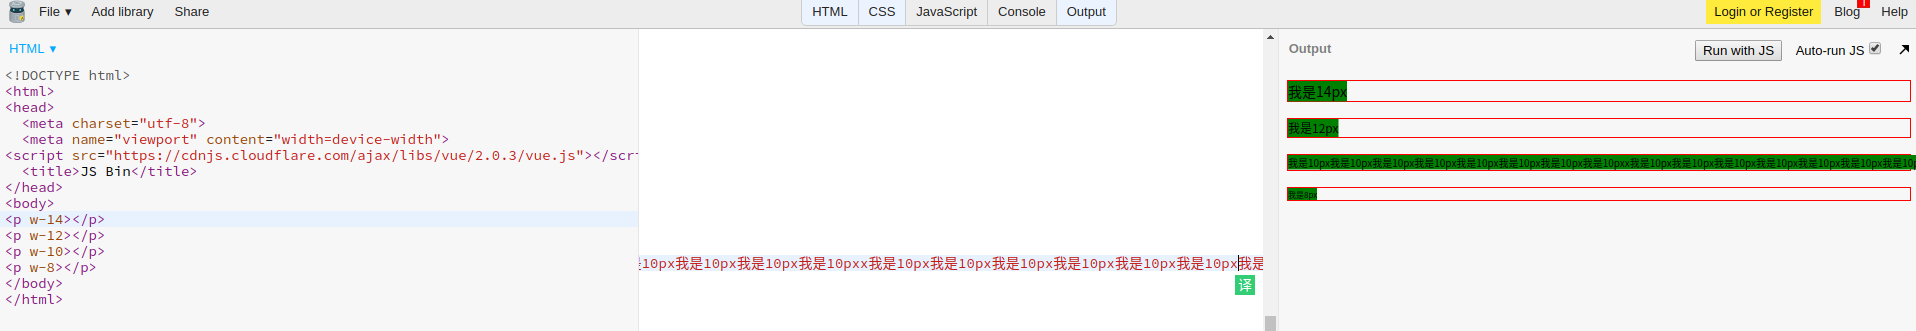 File ▾ Add library Share HTML CSS JavaScript Console Output Login or Register Blog 1 Help
HTML ▾
<!DOCTYPE html>
<html>
<head>
<meta charset="utf-8">
<meta name="viewport" content="width=device-width">
<script src="https://cdnjs.cloudflare.com/ajax/libs/vue/2.0.3/vue.js"></scr
<title>JS Bin</title>
</head>
<body>
<p w-14></p>
<p w-12></p>
<p w-10></p>
<p w-8></p>
</body>
</html>
是10px我是10px我是10px我是10pxx我是10px我是10px我是10px我是10px我是10px我是10px我是
译
Output Run with JS Auto-run JS
我是14px
我是12px
我是10px我是10px我是10px我是10px我是10px我是10px我是10px我是10pxx我是10px我是10px我是10px我是10px我是10px我是10px我是10p
我是8px